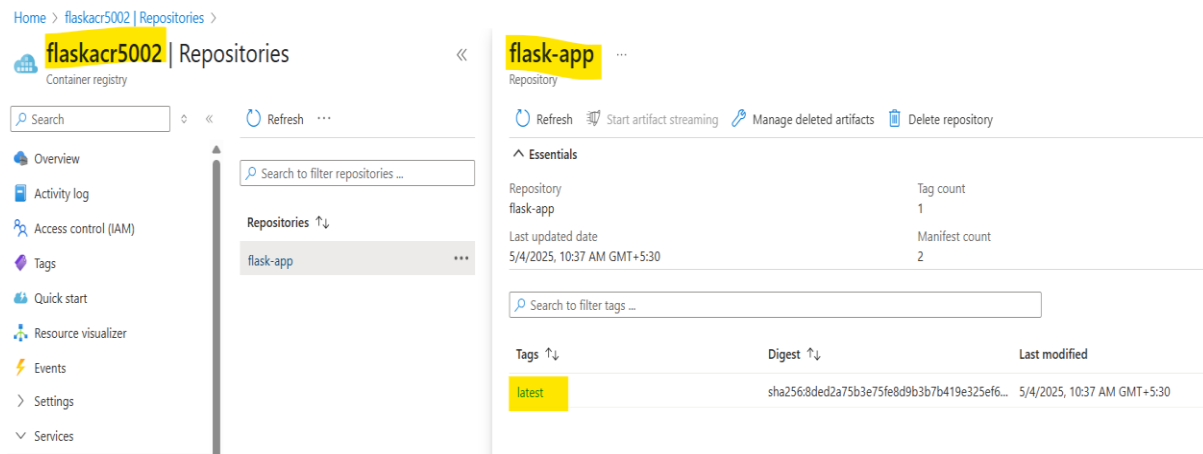 Home > flaskacr5002 | Repositories >
flaskacr5002 | Repositories
Container registry
Search
Overview
Activity log
Access control (IAM)
Tags
Quick start
Resource visualizer
Events
Settings
Services
Refresh
Search to filter repositories ...
Repositories ↑↓
flask-app
flask-app
Repository
Refresh Start artifact streaming Manage deleted artifacts Delete repository
Essentials
Repository
flask-app
Tag count
1
Last updated date
5/4/2025, 10:37 AM GMT+5:30
Manifest count
2
Search to filter tags ...
Tags ↑↓ Digest ↑↓ Last modified
latest sha256:8ded2a75b3e75fe8d9b3b7b419e325ef6... 5/4/2025, 10:37 AM GMT+5:30